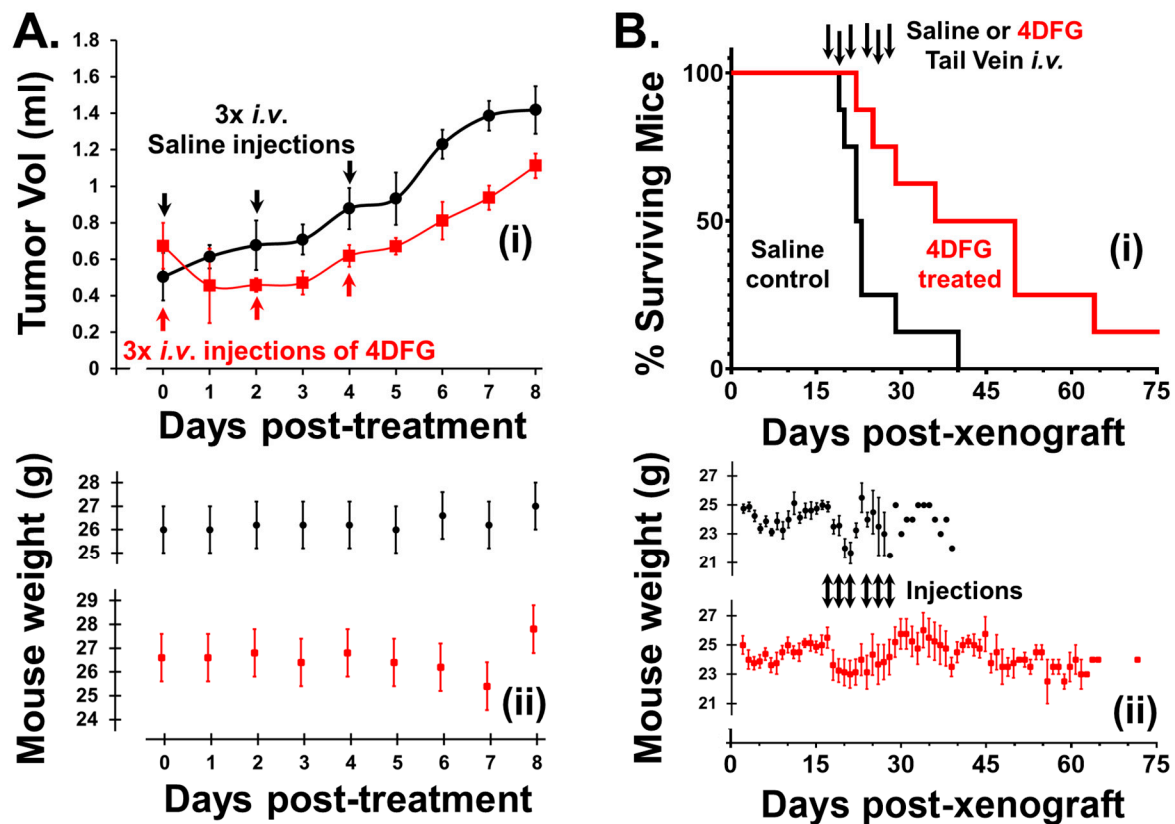 A.
1.8
1.6
1.4
1.2
1
0.8
0.6
0.4
0.2
0
Tumor Vol (ml)
3x i.v.
Saline injections
(i)
3x i.v. injections of 4DFG
0 1 2 3 4 5 6 7 8
Days post-treatment
Mouse weight (g)
28
27
26
25
29
28
27
26
25
24
(ii)
0 1 2 3 4 5 6 7 8
Days post-treatment
B.
Saline or 4DFG
Tail Vein i.v.
% Surviving Mice
100
50
0
Saline
control
4DFG
treated
(i)
0 15 30 45 60 75
Days post-xenograft
Mouse weight (g)
27
25
23
21
Injections
27
25
23
21
(ii)
0 15 30 45 60 75
Days post-xenograft